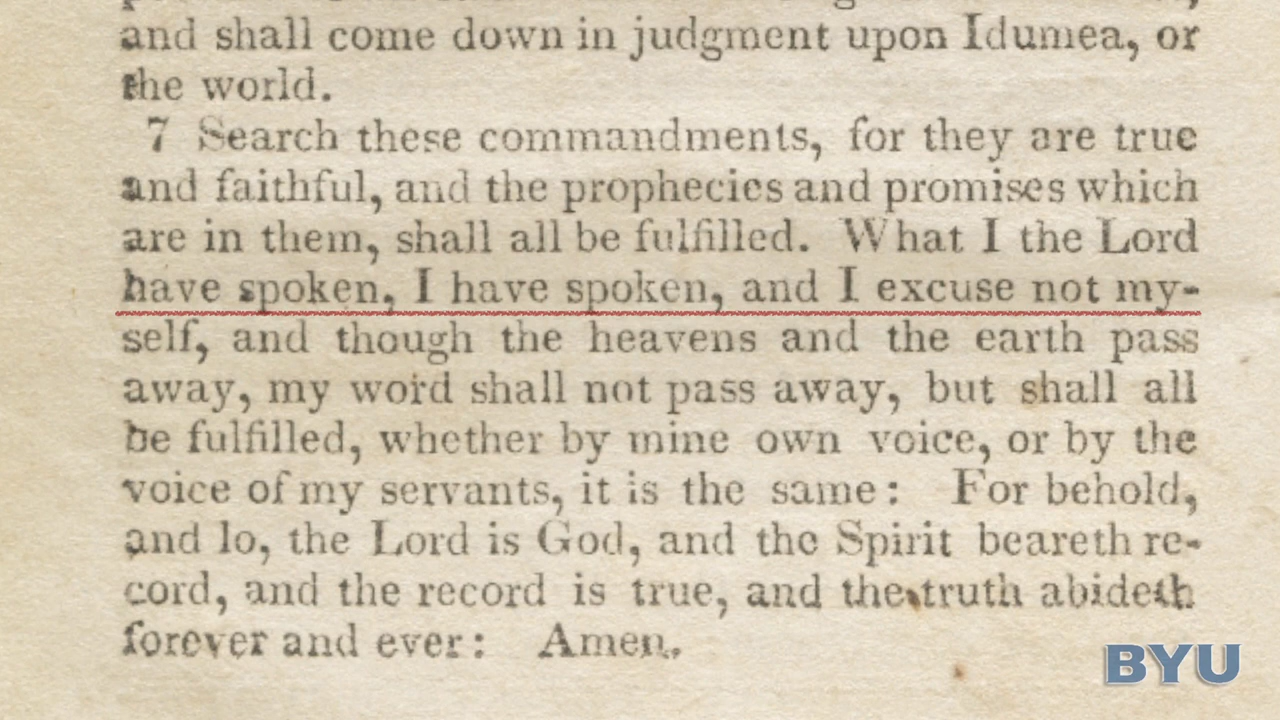 and shall come down in judgment upon Idumea, or
the world.
7 Search these commandments, for they are true
and faithful, and the prophecies and promises which
are in them, shall all be fulfilled. What I the Lord
have spoken, I have spoken, and I excuse not my-
self, and though the heavens and the earth pass
away, my word shall not pass away, but shall all
be fulfilled, whether by mine own voice, or by the
voice of my servants, it is the same: For behold,
and lo, the Lord is God, and the Spirit beareth re-
cord, and the record is true, and the truth abideth
forever and ever: Amen.
BYU